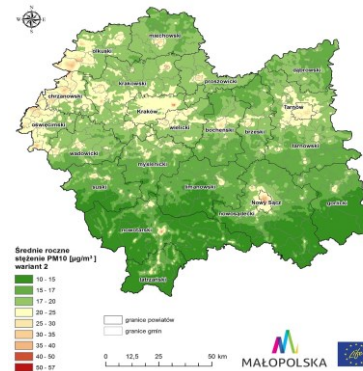 N
miechowski
olkuski
dąbrowski
proszowicki
krakowski
chrzanowski
Kraków
Tarnów
oświęcimski
wielicki
bocheński
brzeski
tarnowski
wadowicki
myślenicki
suski
limanowski
Nowy Sącz
gorlicki
nowosądecki
nowotarski
tatrzański
Średnie roczne
stężenie PM10 [µg/m³]
wariant 2
10 - 15
15 - 17
17 - 20
20 - 25
25 - 30
30 - 35
35 - 40
40 - 50
50 - 57
granice powiatów
granice gmin
0 12,5 25 50 km
MAŁOPOLSKA